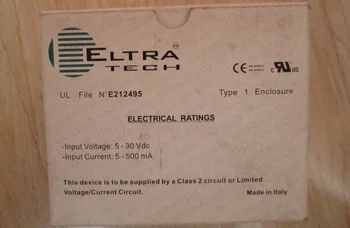 ELTRA
TECH
UL File N°E212495
Type 1 Enclosure
ELECTRICAL RATINGS
-Input Voltage: 5 - 30 Vdc
-Input Current: 5 - 500 mA
This device is to be supplied by a Class 2 circuit or Limited
Voltage/Current Circuit.
Made in Italy